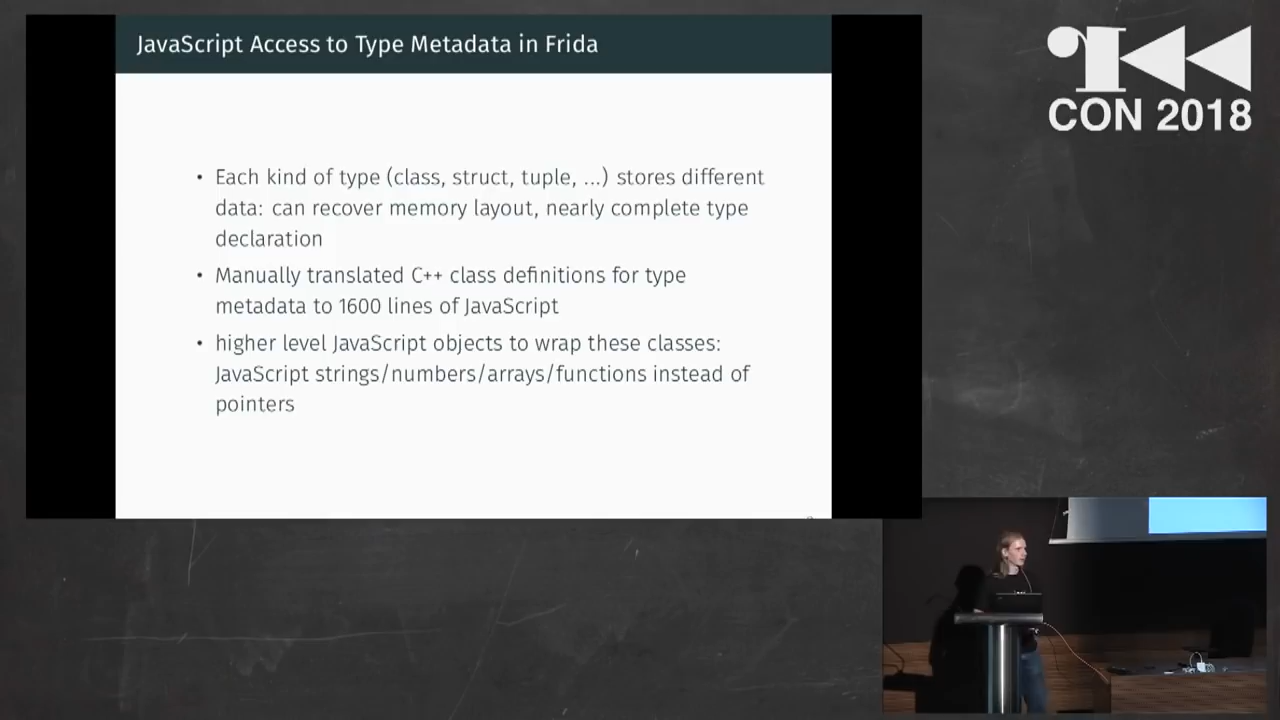 JavaScript Access to Type Metadata in Frida
• Each kind of type (class, struct, tuple, ...) stores different
data: can recover memory layout, nearly complete type
declaration
• Manually translated C++ class definitions for type
metadata to 1600 lines of JavaScript
• higher level JavaScript objects to wrap these classes:
JavaScript strings/numbers/arrays/functions instead of
pointers
CON 2018